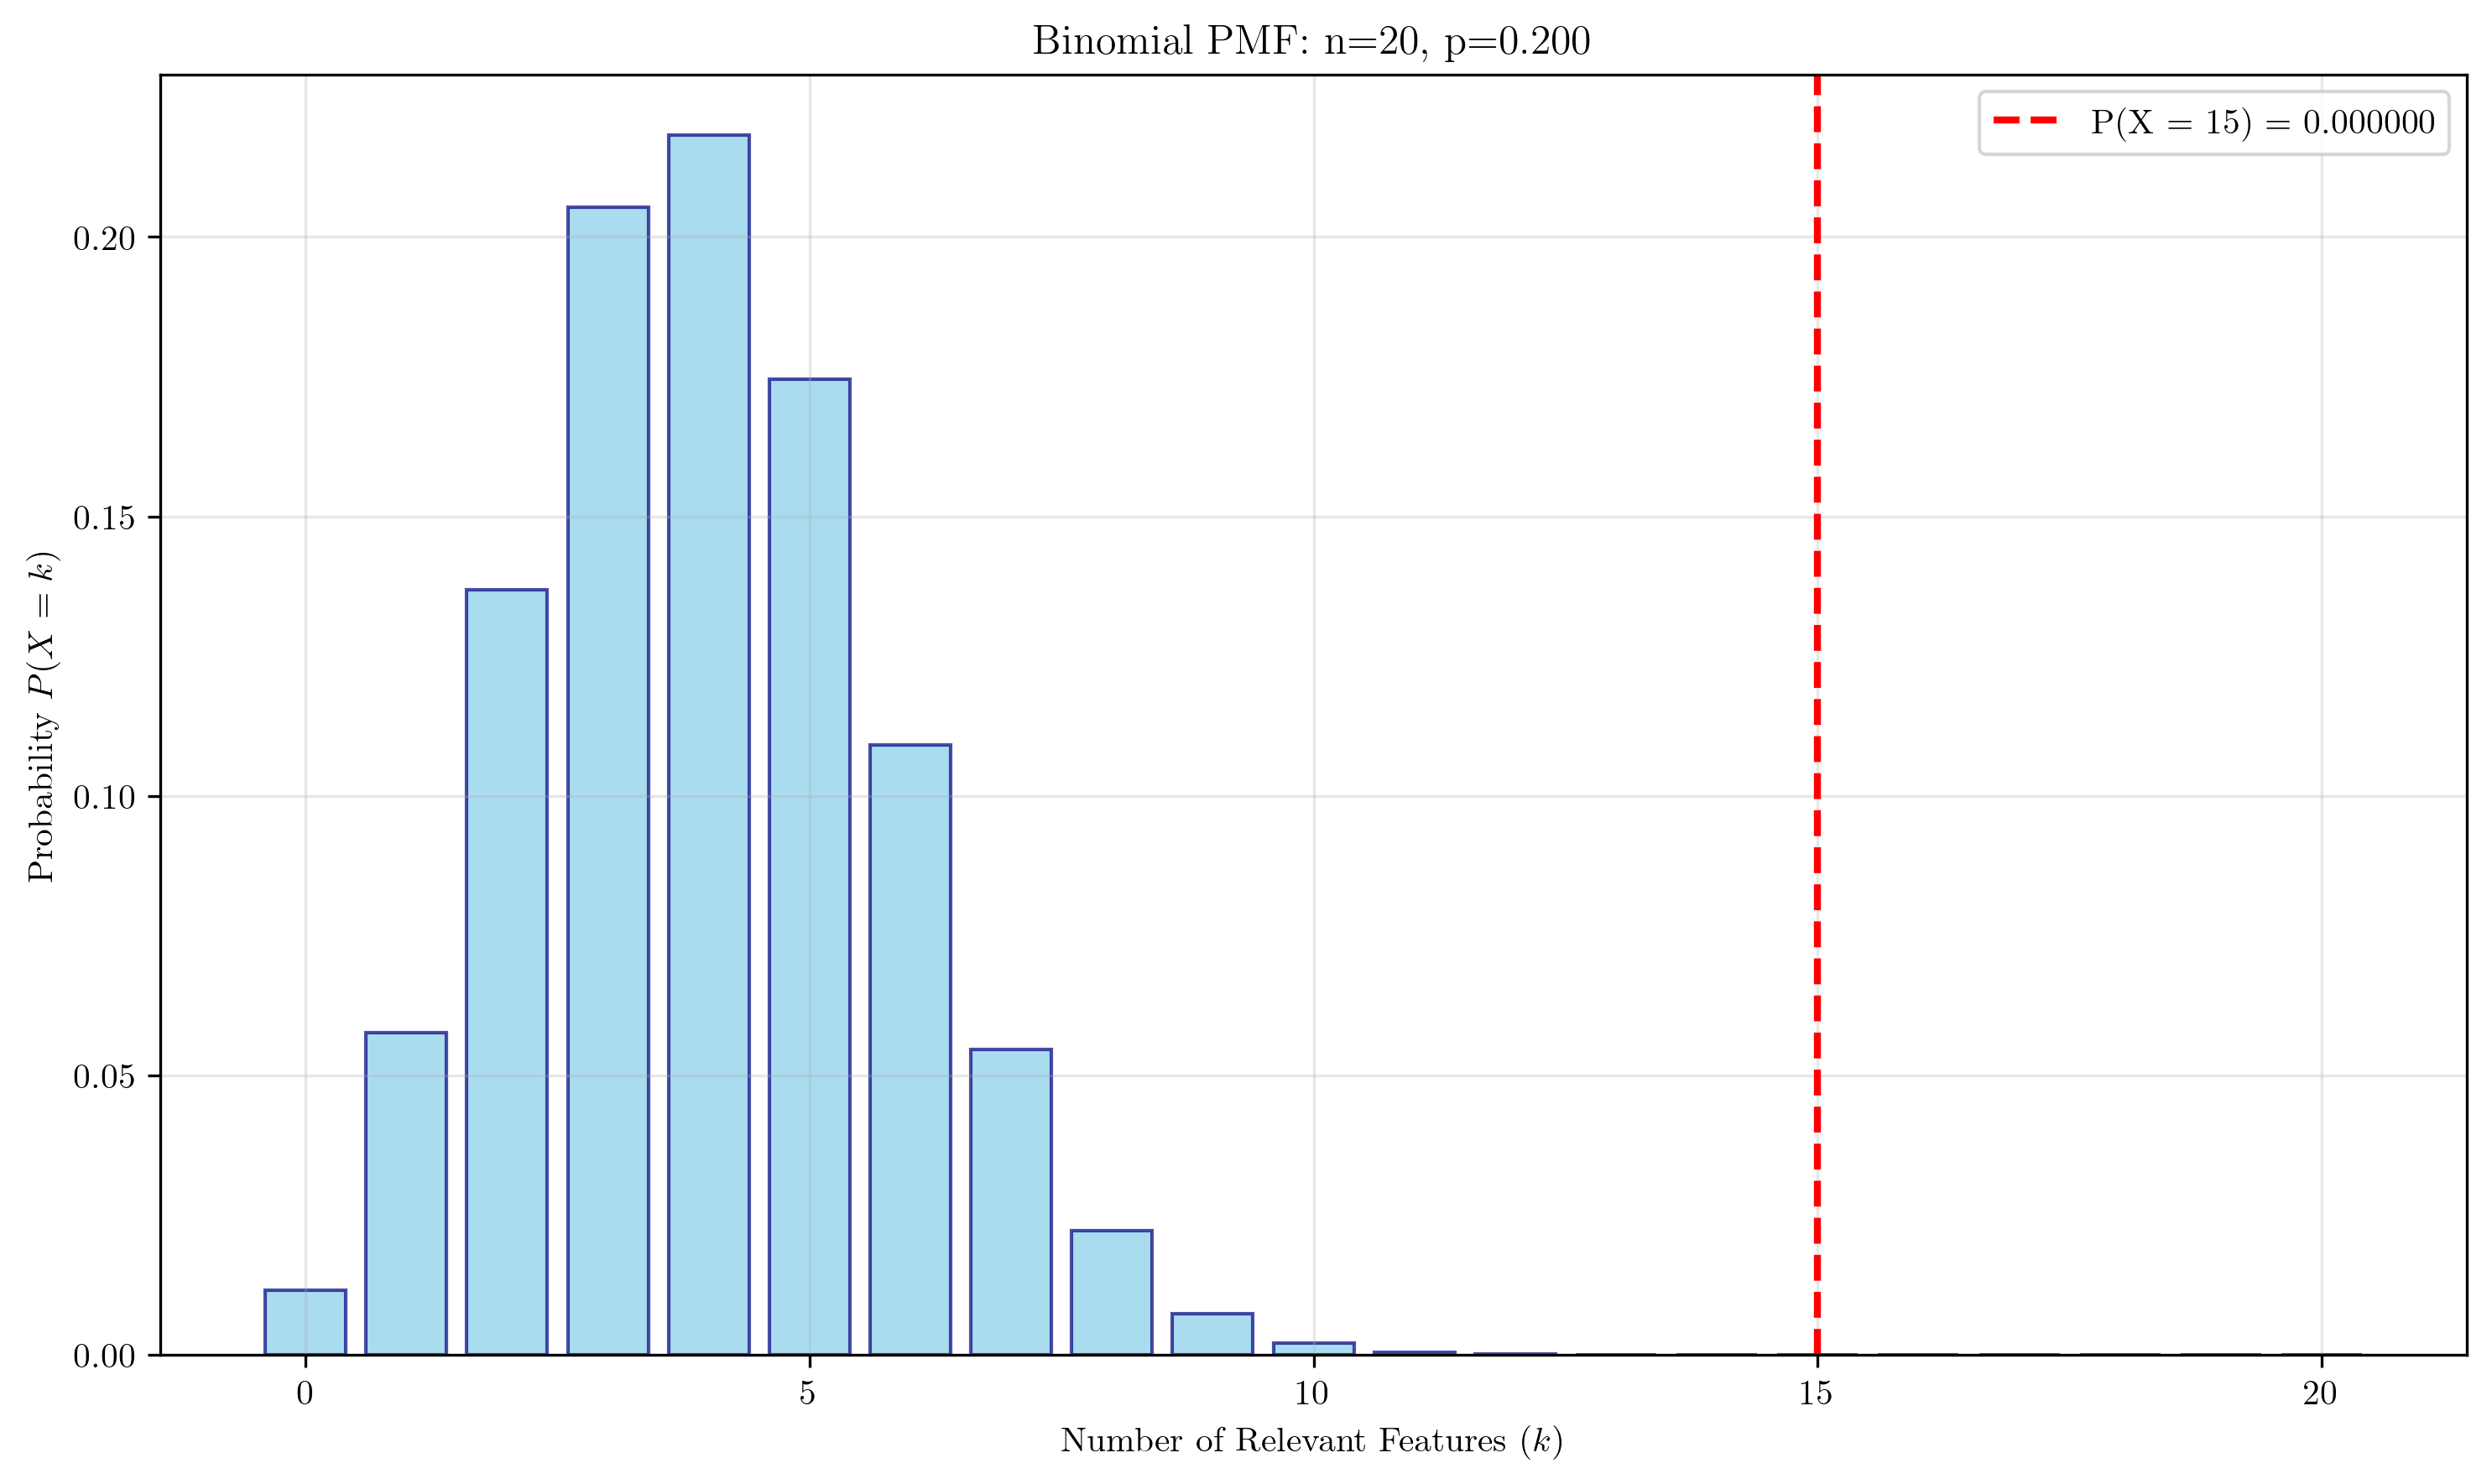 Binomial PMF: n=20, p=0.200
P(X = 15) = 0.000000
0.20
0.15
0.10
0.05
0.00
Probability P(X = k)
0 5 10 15 20
Number of Relevant Features (k)